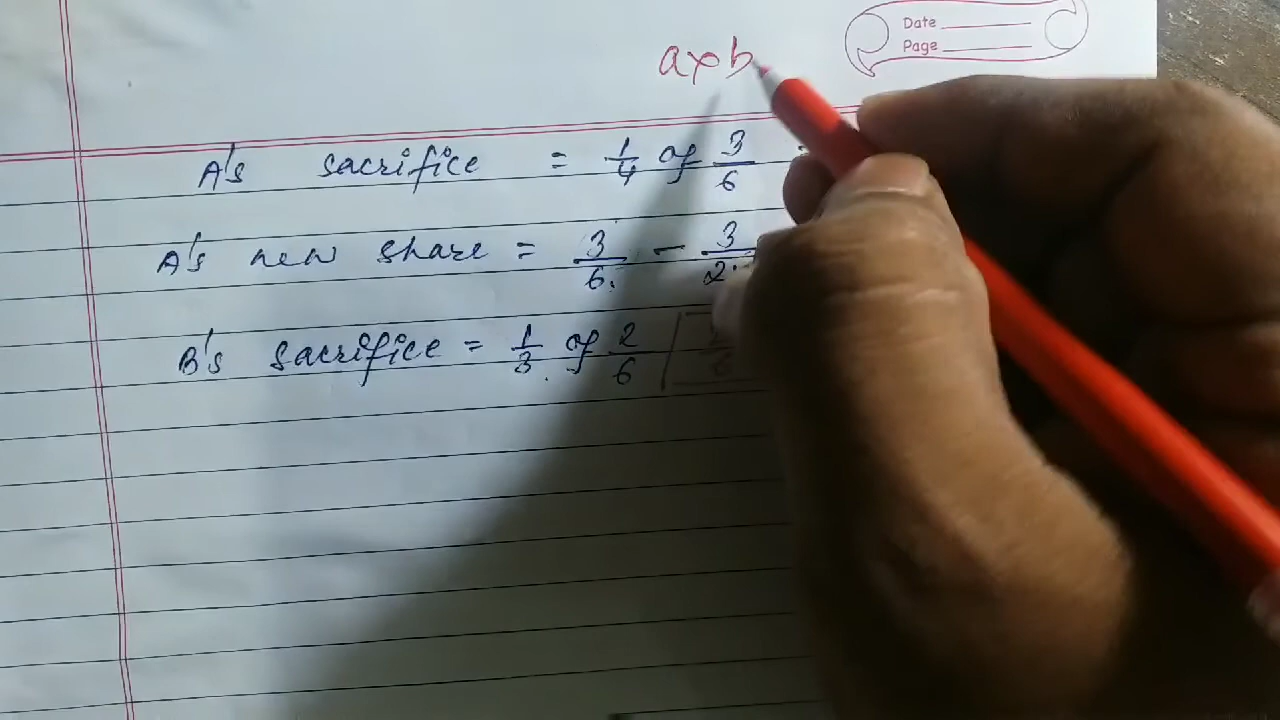 Date
Page
a×b
A's sacrifice = 1/4 of 3/6
A's new share = 3/6 - 3/2
B's sacrifice = 1/3 of 2/6